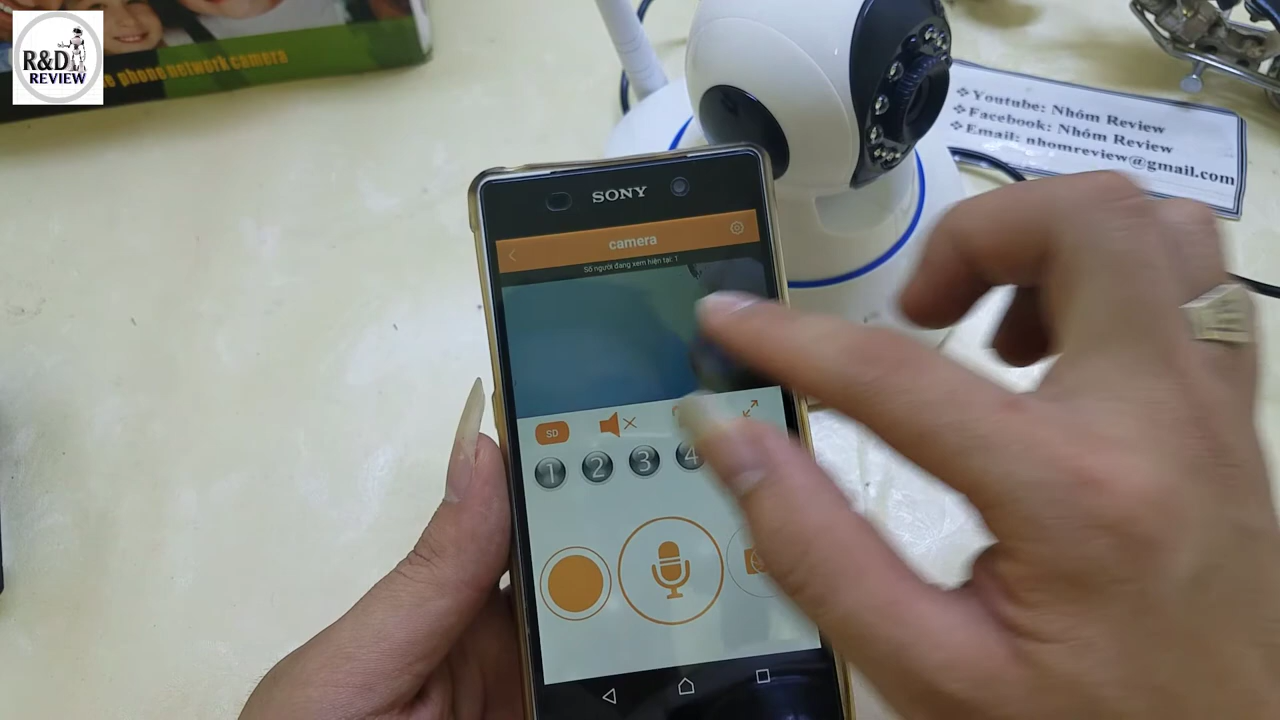 R&D
REVIEW
phone network camera
❖Youtube: Nhóm Review
❖Facebook: Nhóm Review
❖Email: nhomreview@gmail.com
SONY
camera
Số người đang xem hiện tại: 1
SD
1 2 3 4